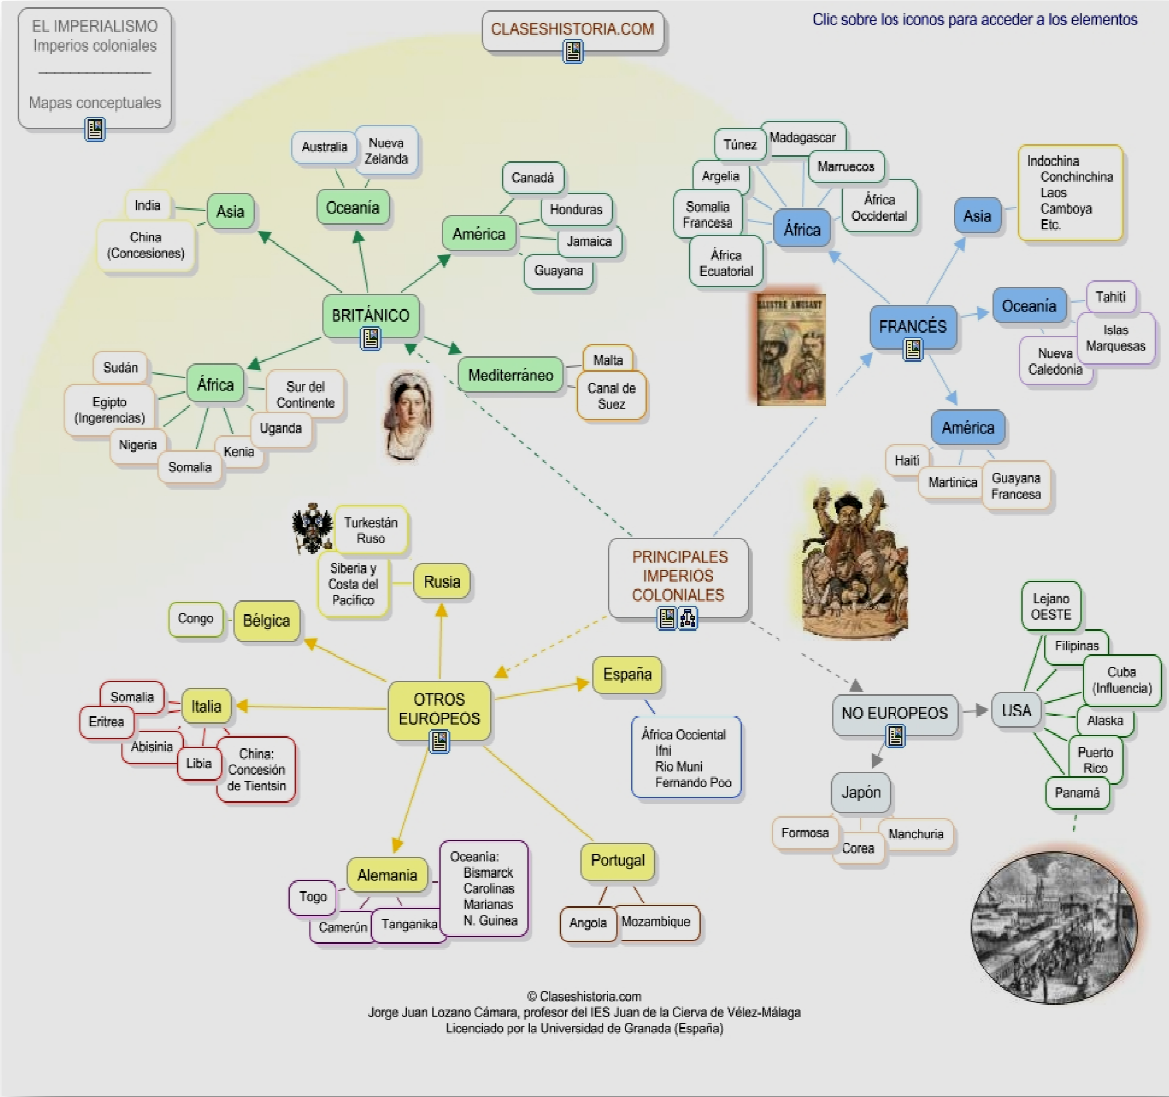 EL IMPERIALISMO
Imperios coloniales
Mapas conceptuales
CLASESHISTORIA.COM
Clic sobre los iconos para acceder a los elementos
Australia
Nueva
Zelanda
Oceanía
India
China
(Concesiones)
Asia
Canadá
Honduras
Jamaica
Guayana
América
BRITÁNICO
Mediterráneo
Malta
Canal de
Suez
África
Sudán
Egipto
(Ingerencias)
Nigeria
Somalia
Kenia
Uganda
Sur del
Continente
Túnez
Madagascar
Marruecos
Argelia
Somalia
Francesa
África
Ecuatorial
África
Occidental
África
Asia
Indochina
Conchinchina
Laos
Camboya
Etc.
FRANCÉS
Oceanía
Tahití
Islas
Marquesas
Nueva
Caledonia
América
Haití
Martinica
Guayana
Francesa
PRINCIPALES
IMPERIOS
COLONIALES
Turkestán
Ruso
Siberia y
Costa del
Pacífico
Rusia
Congo
Bélgica
Italia
Somalia
Eritrea
Abisinia
Libia
China:
Concesión
de Tientsin
OTROS
EUROPEOS
España
África Occiental
Ifni
Rio Muni
Fernando Poo
Alemania
Togo
Camerún
Tanganika
Oceanía:
Bismarck
Carolinas
Marianas
N. Guinea
Portugal
Angola
Mozambique
NO EUROPEOS
Japón
Formosa
Corea
Manchuria
USA
Lejano
OESTE
Filipinas
Cuba
(Influencia)
Alaska
Puerto
Rico
Panamá
© Claseshistoria.com
Jorge Juan Lozano Cámara, profesor del IES Juan de la Cierva de Vélez-Málaga
Licenciado por la Universidad de Granada (España)